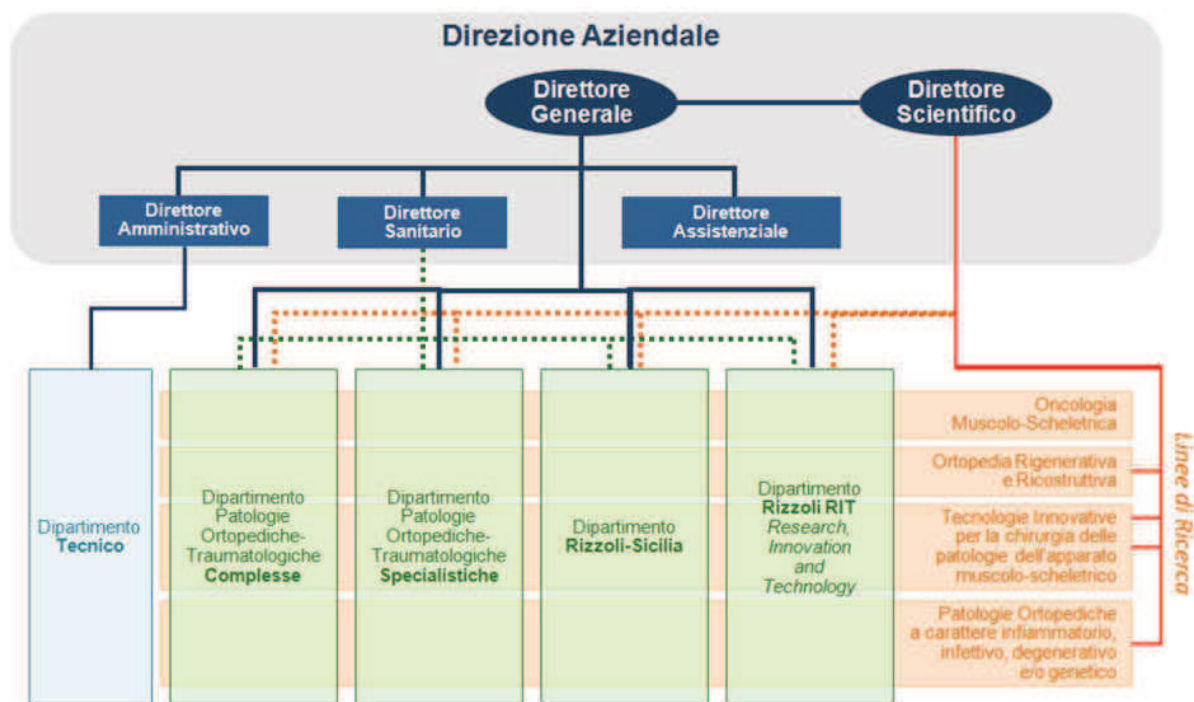 Direzione Aziendale
Direttore
Generale
Direttore
Scientifico
Direttore
Amministrativo
Direttore
Sanitario
Direttore
Assistenziale
Dipartimento
Tecnico
Dipartimento
Patologie
Ortopediche-
Traumatologiche
Complesse
Dipartimento
Patologie
Ortopediche-
Traumatologiche
Specialistiche
Dipartimento
Rizzoli-Sicilia
Dipartimento
Rizzoli RIT
Research,
Innovation
and
Technology
Oncologia
Muscolo-Scheletrica
Ortopedia Rigenerativa
e Ricostruttiva
Tecnologie Innovative
per la chirurgia delle
patologie dell'apparato
muscolo-scheletrico
Patologie Ortopediche
a carattere infiammatorio,
infettivo, degenerativo
e/o genetico
Linee di Ricerca